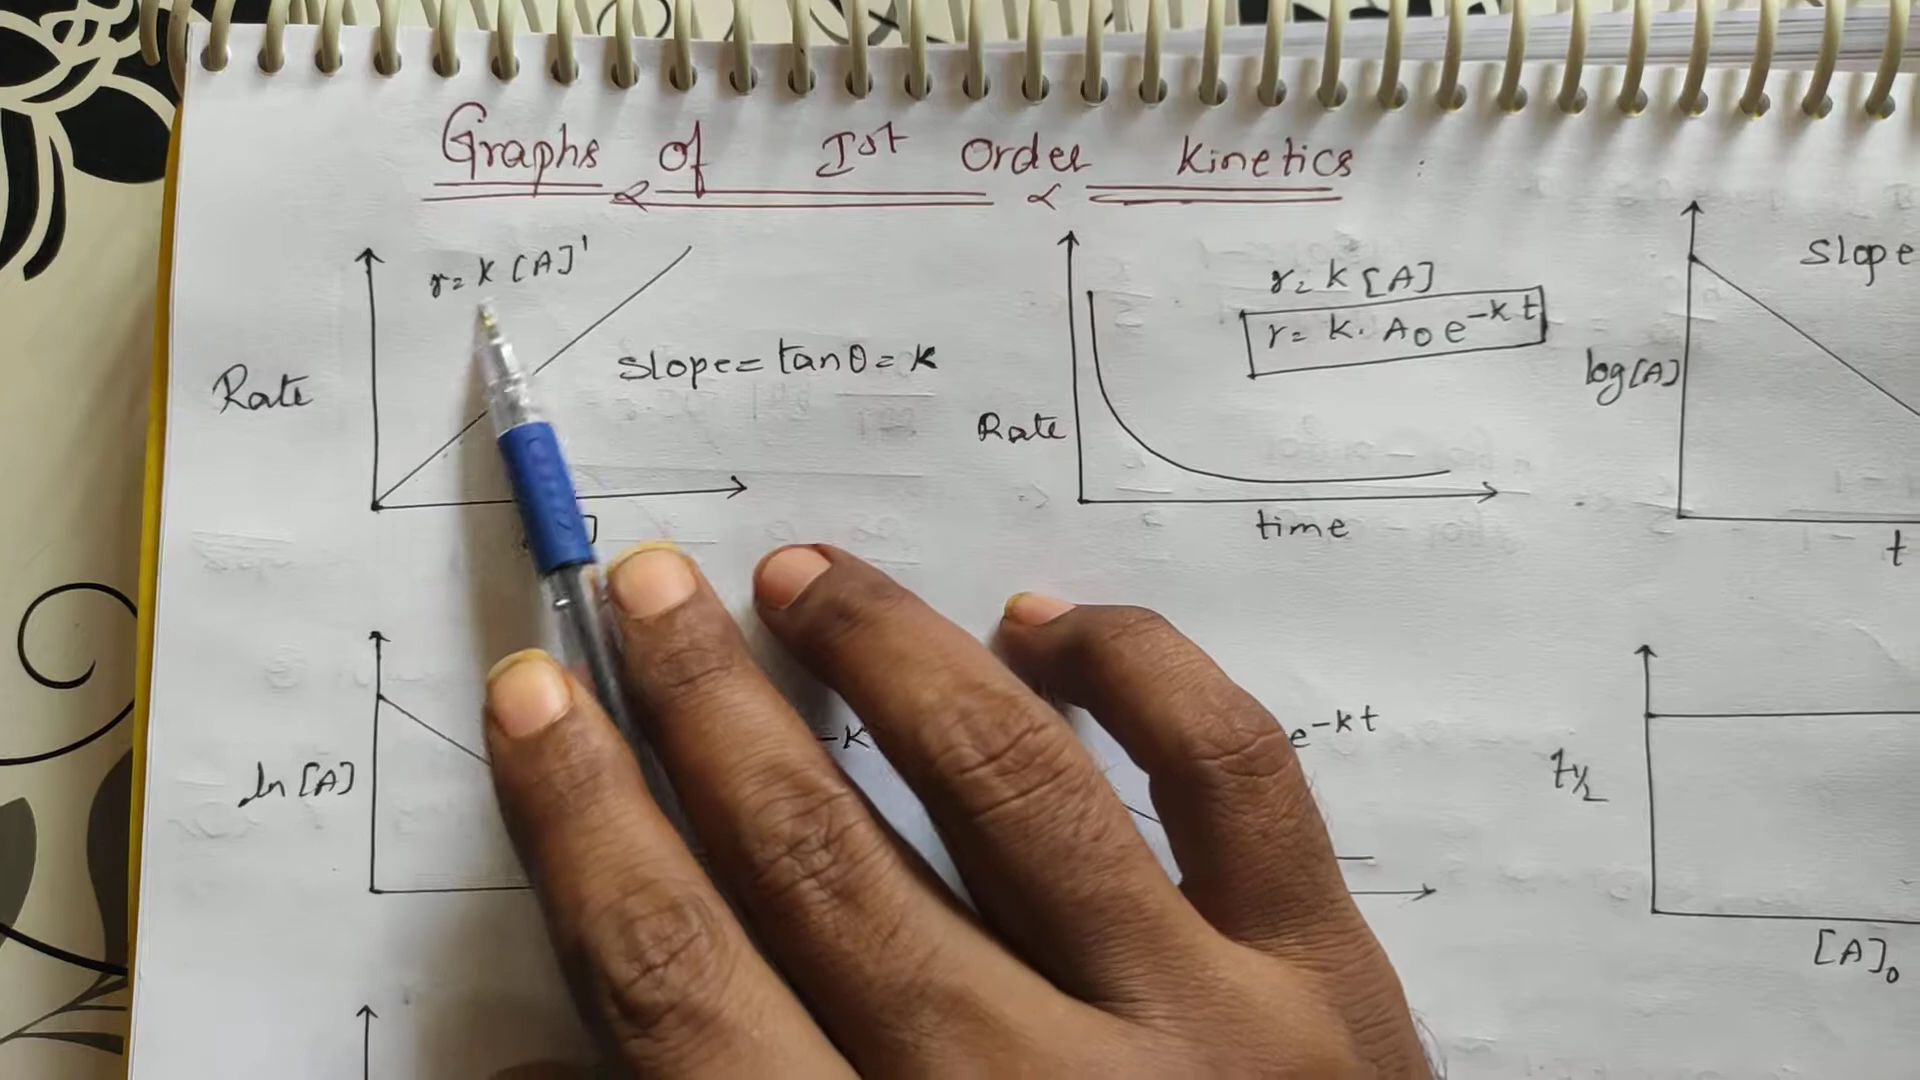 Graphs of Ist Order kinetics :
r = k [A]¹
Rate
Slope = tanθ = k
r = k [A]
r = k. A0 e^-kt
Rate
time
Slope
log[A]
t
ln [A]
-k
e^-kt
t½
[A]₀